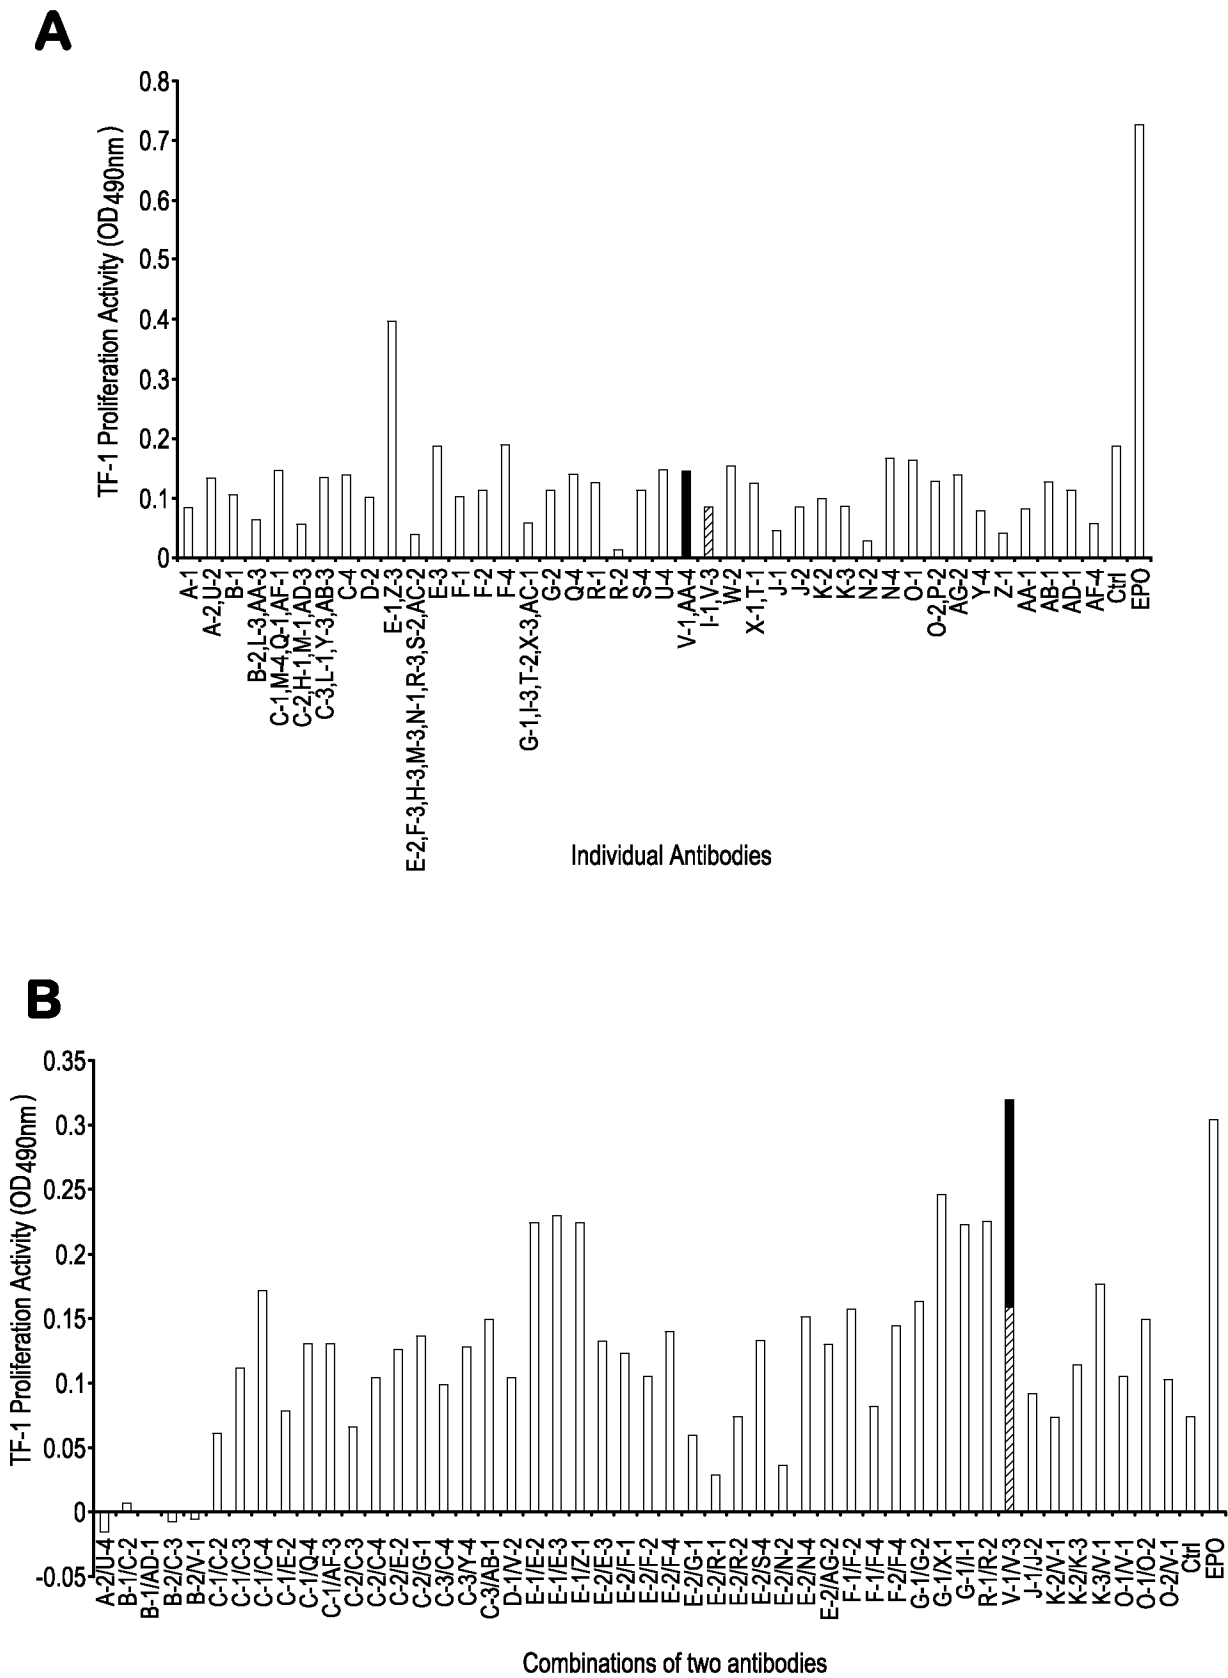 A
TF-1 Proliferation Activity (OD490nm)
0.8
0.7
0.6
0.5
0.4
0.3
0.2
0.1
0
A-1
A-2,U-2
B-1
B-2,L-3,AA-3
C-1,M-4,Q-1,AF-1
C-2,H-1,M-1,AD-3
C-3,L-1,Y-3,AB-3
C-4
D-2
E-1,Z-3
E-2,F-3,H-3,M-3,N-1,R-3,S-2,AC-2
E-3
F-1
F-2
F-4
G-1,I-3,T-2,X-3,AC-1
G-2
Q-4
R-1
R-2
S-4
U-4
V-1,AA-4
I-1,V-3
W-2
X-1,T-1
J-1
J-2
K-2
K-3
N-2
N-4
O-1
O-2,P-2
AG-2
Y-4
Z-1
AA-1
AB-1
AD-1
AF-4
Ctrl
EPO
Individual Antibodies
B
TF-1 Proliferation Activity (OD490nm)
0.35
0.3
0.25
0.2
0.15
0.1
0.05
0
-0.05
A-2/U-4
B-1/C-2
B-1/AD-1
B-2/C-3
B-2/V-1
C-1/C-2
C-1/C-3
C-1/C-4
C-1/E-2
C-1/Q-4
C-1/AF-3
C-2/C-3
C-2/C-4
C-2/E-2
C-2/G-1
C-3/C-4
C-3/Y-4
C-3/AB-1
D-1/V-2
E-1/E-2
E-1/E-3
E-1/Z-1
E-2/E-3
E-2/F-1
E-2/F-2
E-2/F-4
E-2/G-1
E-2/R-1
E-2/R-2
E-2/S-4
E-2/N-2
E-2/N-4
E-2/AG-2
F-1/F-2
F-1/F-4
F-2/F-4
G-1/G-2
G-1/X-1
G-1/I-1
R-1/R-2
V-1/V-3
J-1/J-2
K-2/V-1
K-2/K-3
K-3/V-1
O-1/V-1
O-1/O-2
O-2/V-1
Ctrl
EPO
Combinations of two antibodies